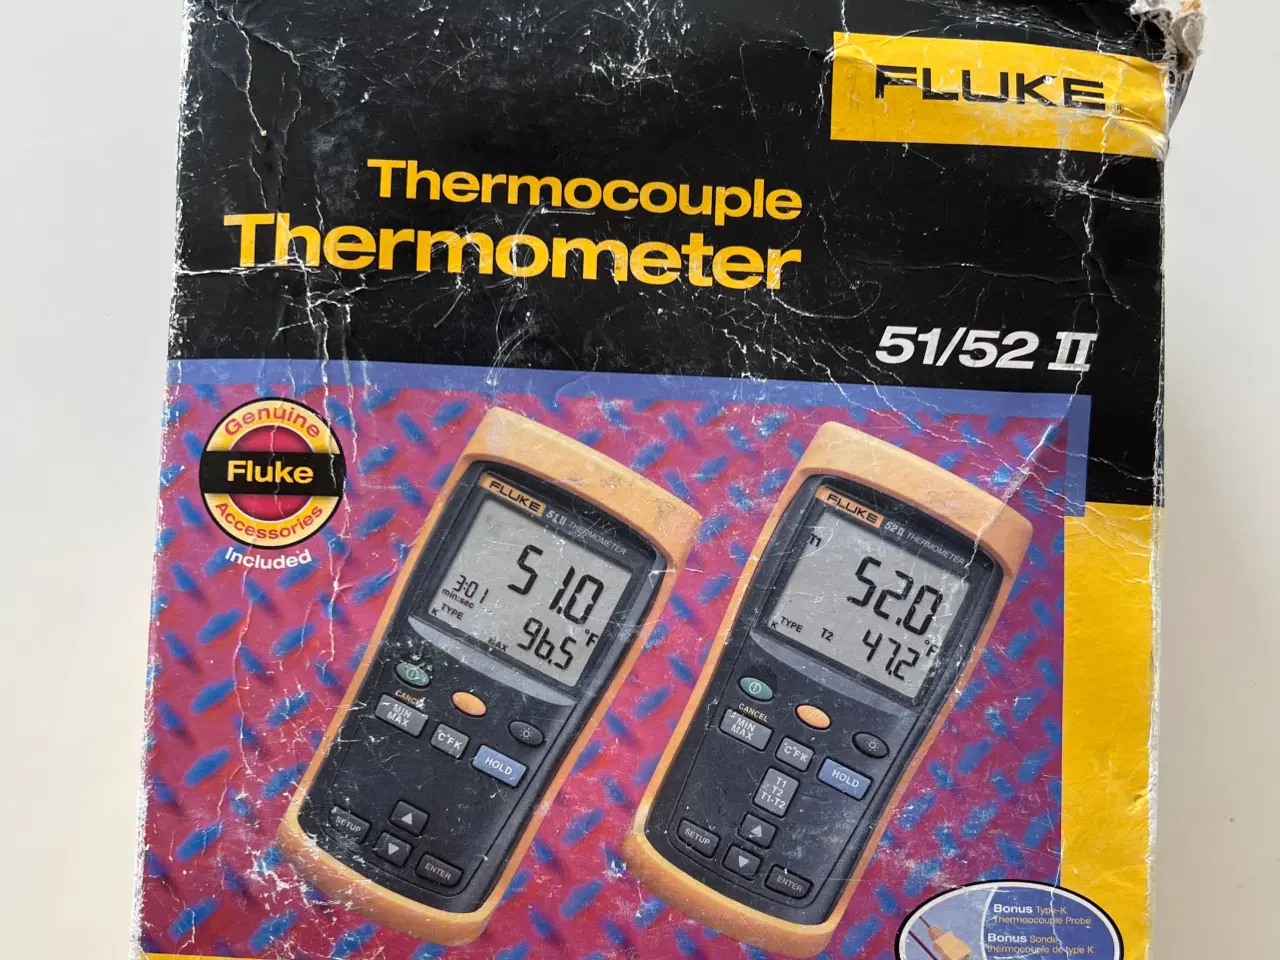 FLUKE
Thermocouple
Thermometer
51/52 II
Genuine
Fluke
Accessories
Included
FLUKE 51 II THERMOMETER
51.0
3:01
min:sec
°F
K TYPE
MAX
96.5
CANCEL
MIN
MAX
C°F K
HOLD
SETUP
ENTER
FLUKE 52 II THERMOMETER
T1
52.0
°F
K TYPE T2
47.2
CANCEL
MIN
MAX
C°F K
HOLD
T1
T2
T1-T2
SETUP
ENTER
Bonus Type-K
Thermoocouple Probe
Bonus Sonde
thermocouple de type K